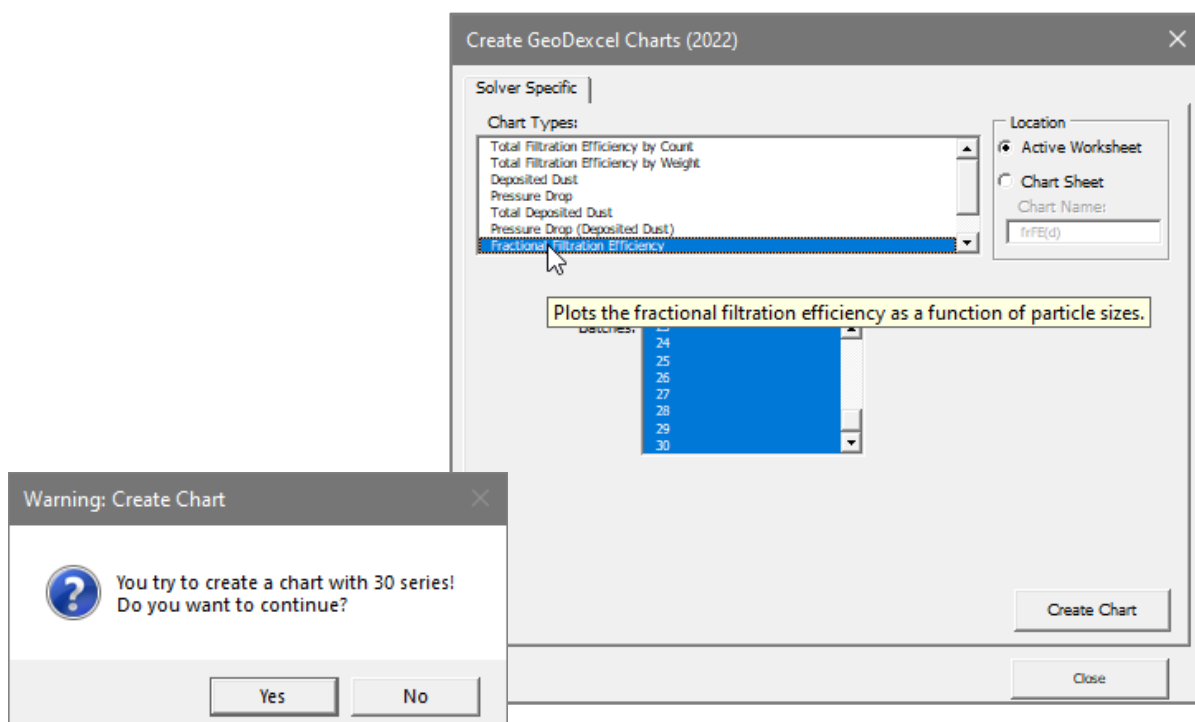 Create GeoDexcel Charts (2022)
Solver Specific
Chart Types:
Total Filtration Efficiency by Count
Total Filtration Efficiency by Weight
Deposited Dust
Pressure Drop
Total Deposited Dust
Pressure Drop (Deposited Dust)
Fractional Filtration Efficiency
Location
Active Worksheet
Chart Sheet
Chart Name:
frFE(d)
Plots the fractional filtration efficiency as a function of particle sizes.
Batches:
23
24
25
26
27
28
29
30
Create Chart
Close
Warning: Create Chart
You try to create a chart with 30 series!
Do you want to continue?
Yes
No